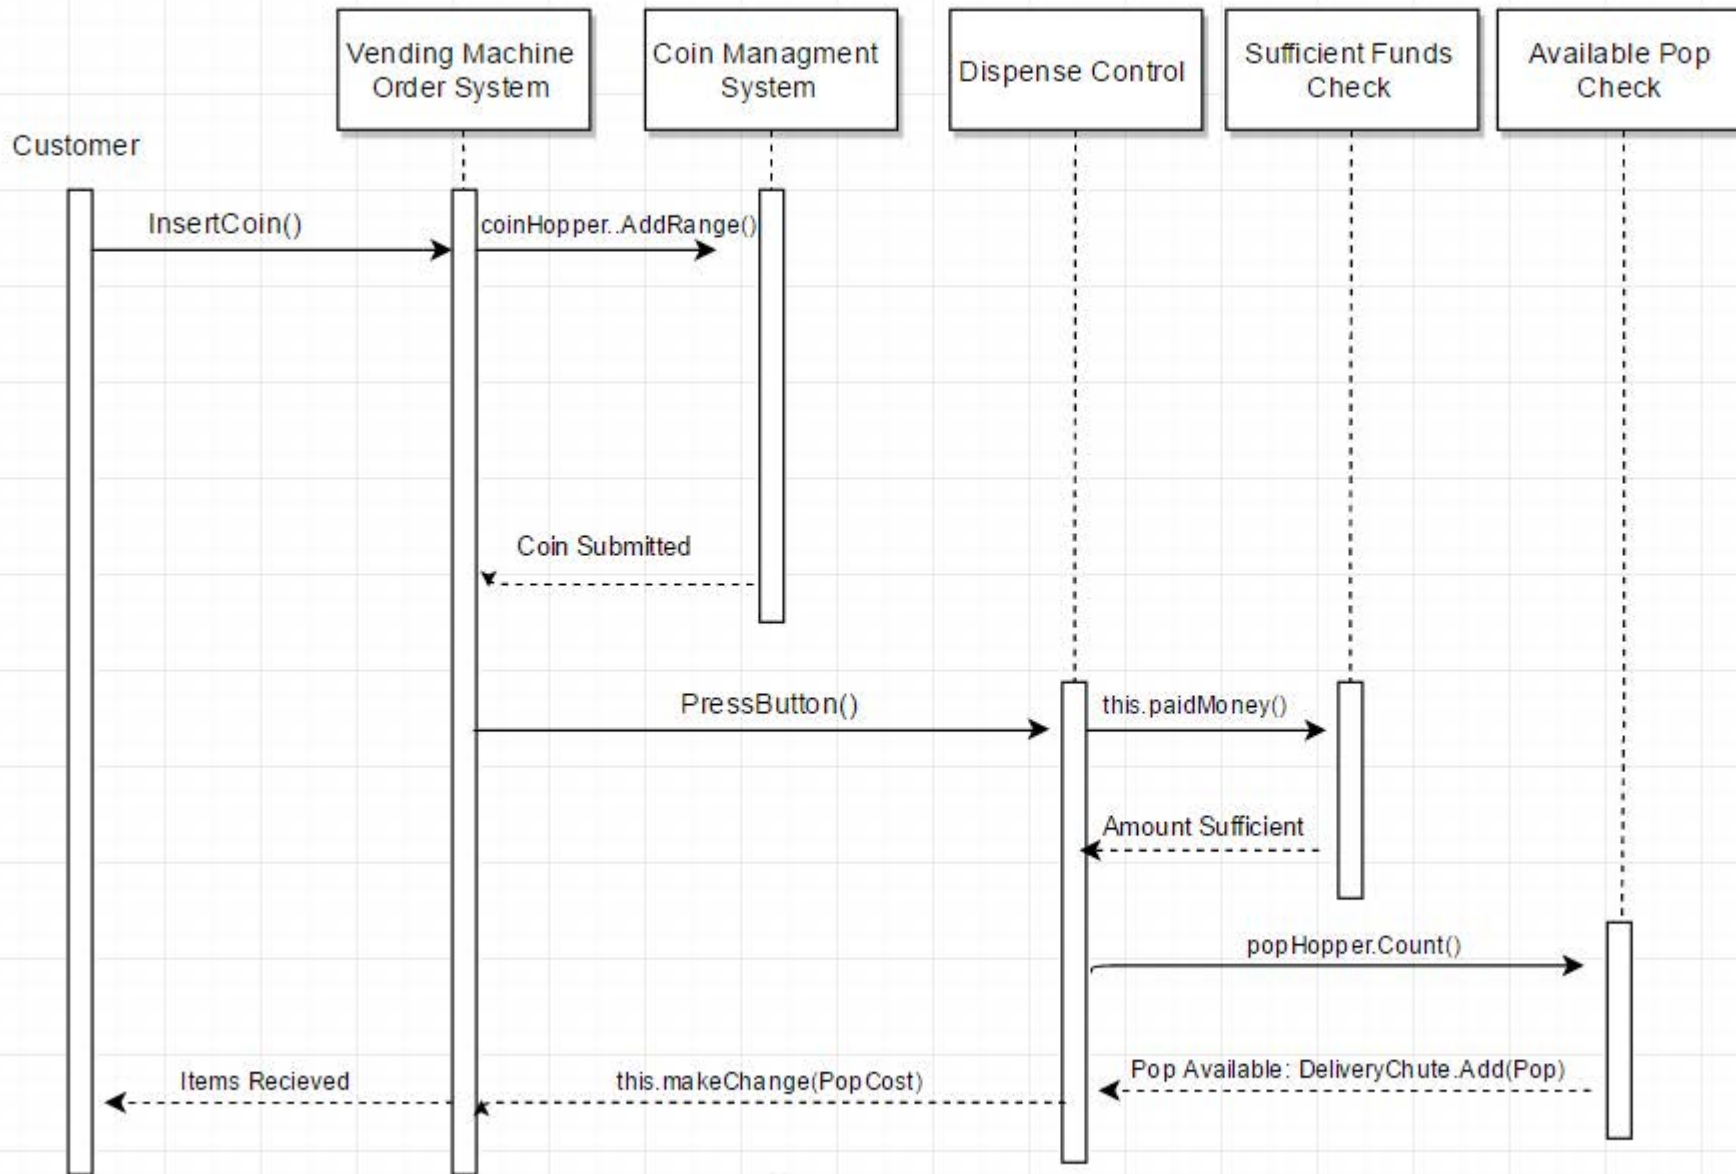 Vending Machine
Order System
Coin Managment
System
Dispense Control
Sufficient Funds
Check
Available Pop
Check
Customer
InsertCoin()
coinHopper..AddRange()
Coin Submitted
PressButton()
this.paidMoney()
Amount Sufficient
popHopper.Count()
Pop Available: DeliveryChute.Add(Pop)
this.makeChange(PopCost)
Items Recieved